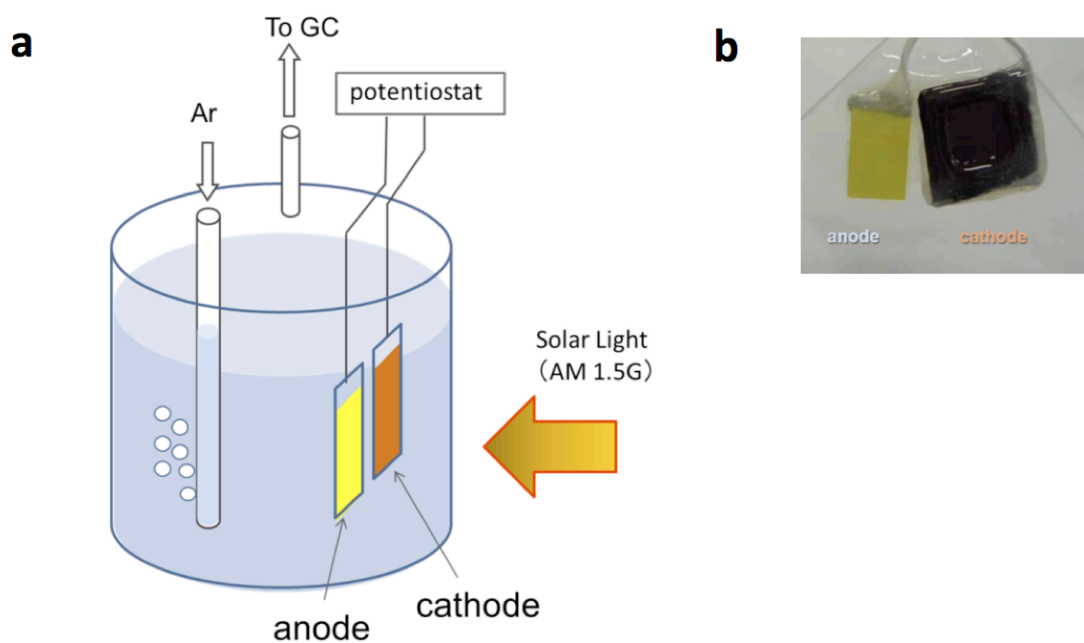 a
To GC
potentiostat
Ar
Solar Light
（AM 1.5G）
cathode
anode
b
anode
cathode